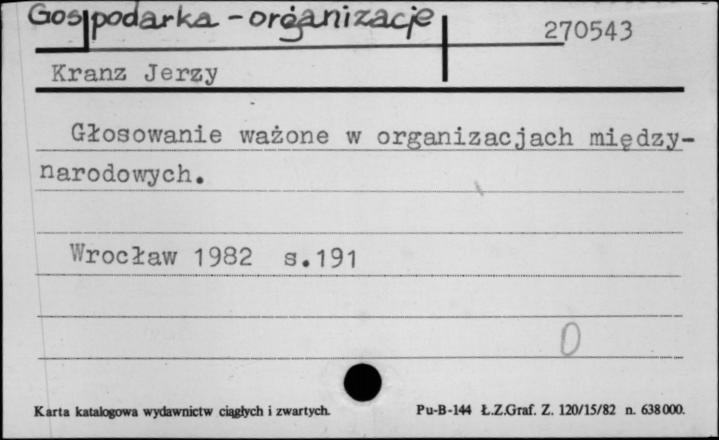 Gospodarka - organizacje
270543
Kranz Jerzy
Głosowanie ważone w organizacjach między-
narodowych.
Wrocław 1982 s.191
0
Karta katalogowa wydawnictw ciągłych i zwartych.
Pu-B-144 Ł.Z.Graf. Z. 120/15/82 n. 638000.